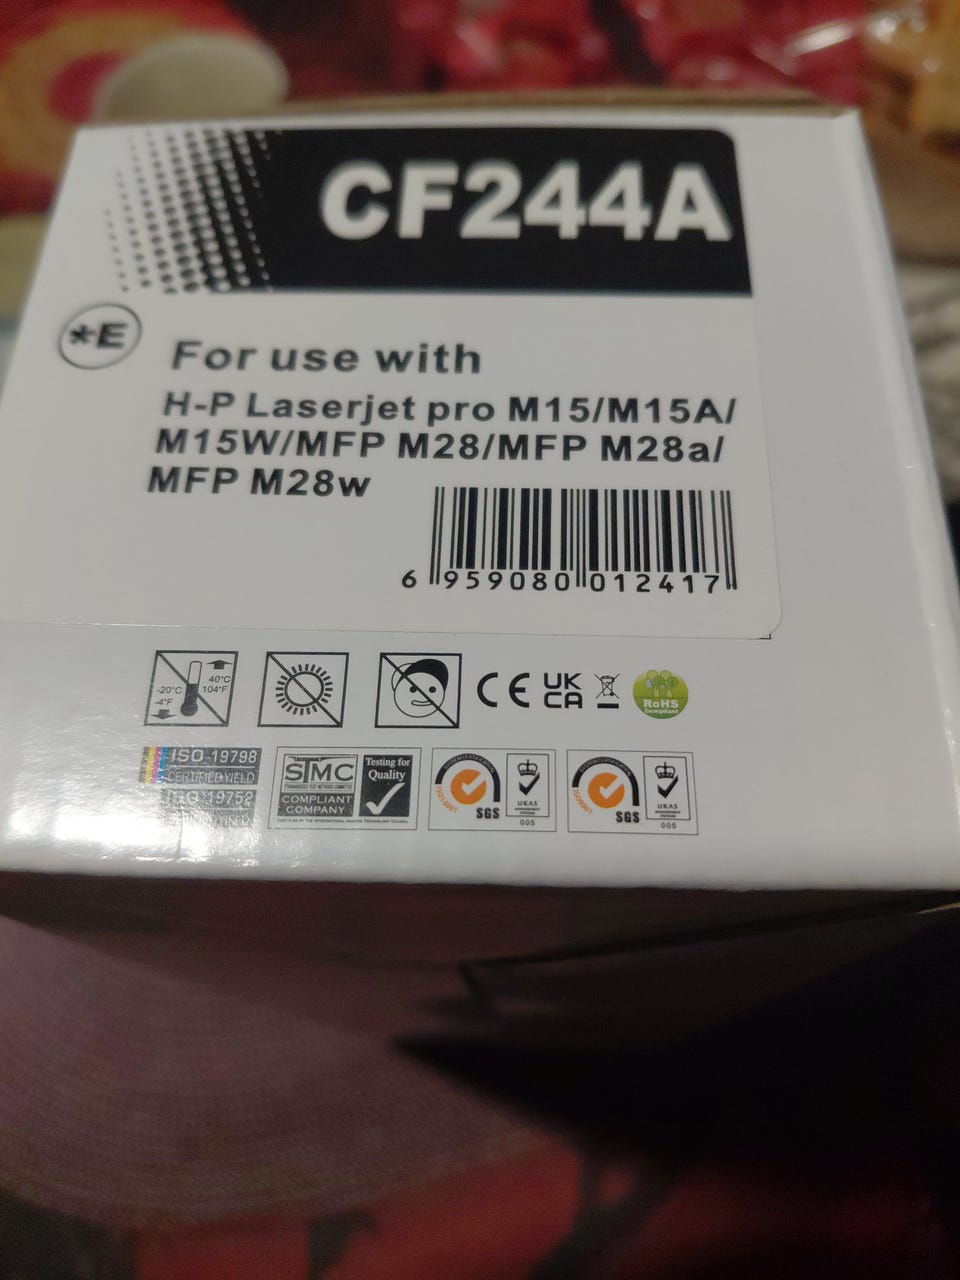 CF244A
*E
For use with
H-P Laserjet pro M15/M15A/
M15W/MFP M28/MFP M28a/
MFP M28w
6 959080 012417
-20°C
-4°F
40°C
104°F
CE
UK
CA
RoHS
Compliant
ISO 19798
CERTIFIED YIELD
ISO 19752
STMC
COMPLIANT
COMPANY
Testing for
Quality
SGS
UKAS
005
SGS
UKAS
005